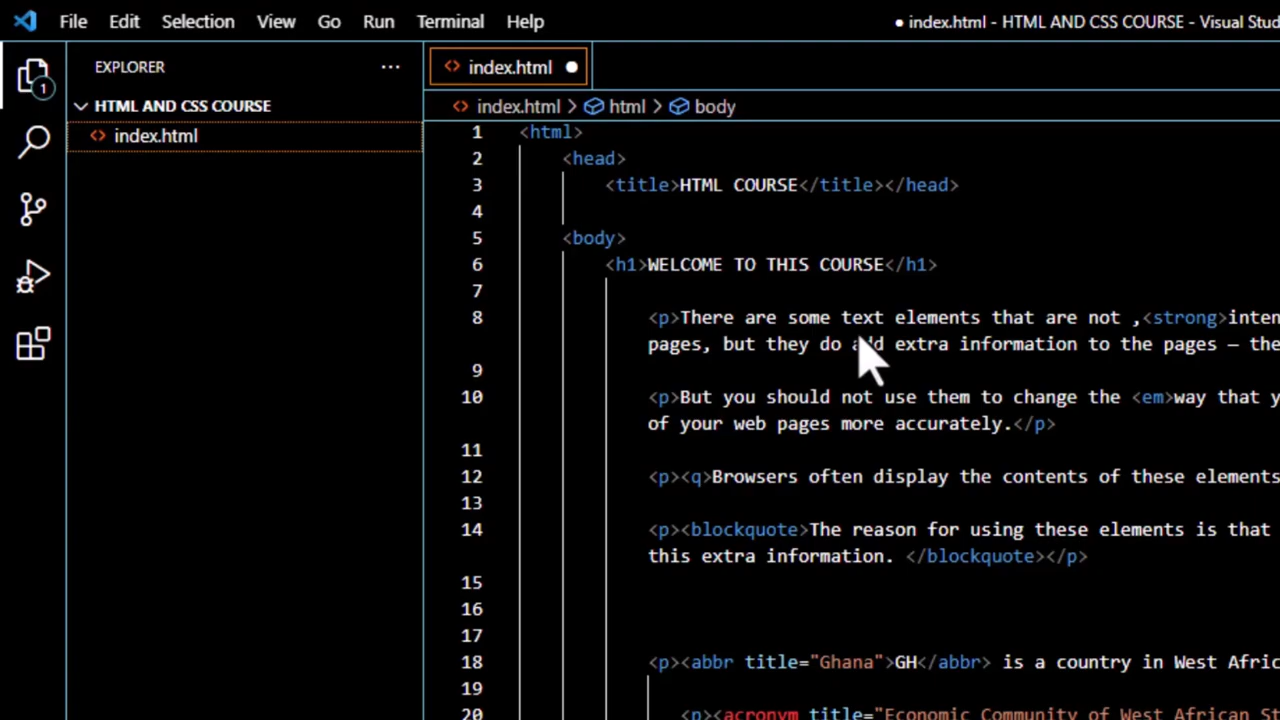 File Edit Selection View Go Run Terminal Help
● index.html - HTML AND CSS COURSE - Visual
EXPLORER ···
index.html ●
1
HTML AND CSS COURSE
index.html > html > body
index.html
1 <html>
2 <head>
3 <title>HTML COURSE</title></head>
4
5 <body>
6 <h1>WELCOME TO THIS COURSE</h1>
7
8 <p>There are some text elements that are not ,<strong>
pages, but they do add extra information to the pages — 
9
10 <p>But you should not use them to change the <em>way that
of your web pages more accurately.</p>
11
12 <p><q>Browsers often display the contents of these elements
13
14 <p><blockquote>The reason for using these elements is that
this extra information. </blockquote></p>
15
16
17
18 <p><abbr title="Ghana">GH</abbr> is a country in West
19
20 <p><acronym title="Economic Community of West African